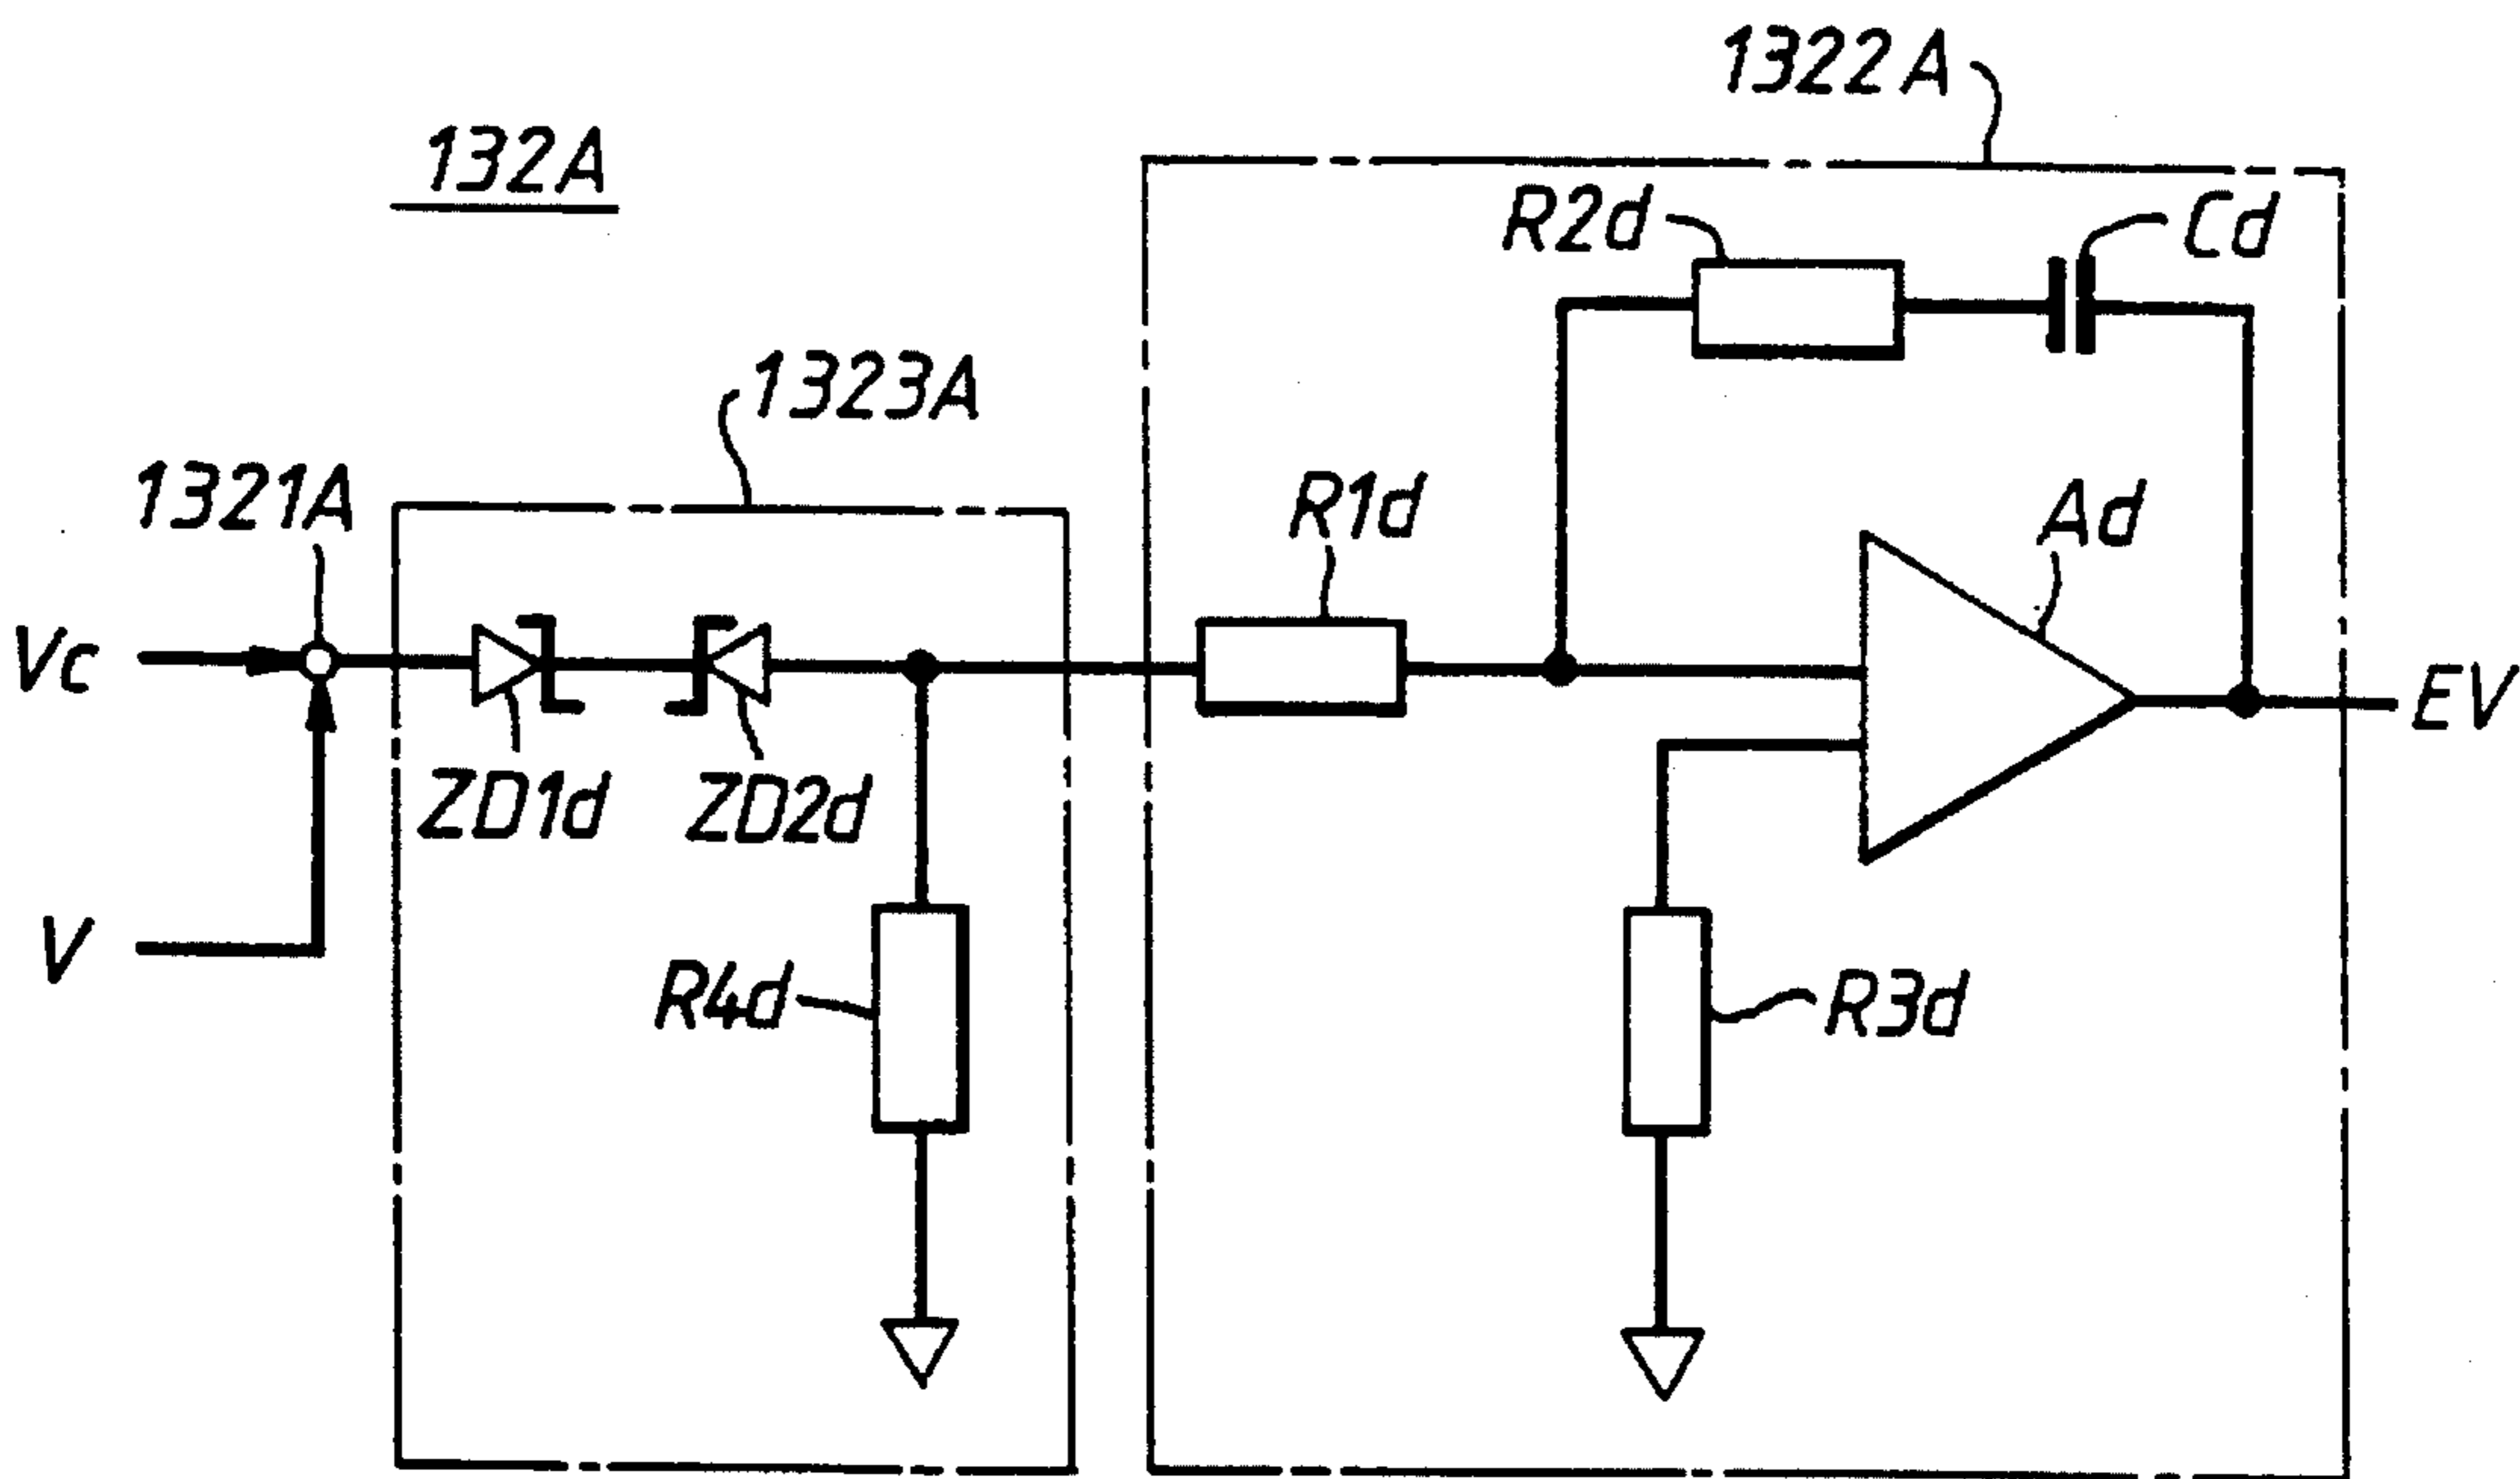 1322A
132A
R2d
Cd
1323A
1321A
R1d
Ad
Vc
EV
ZD1d
ZD2d
V
R4d
R3d